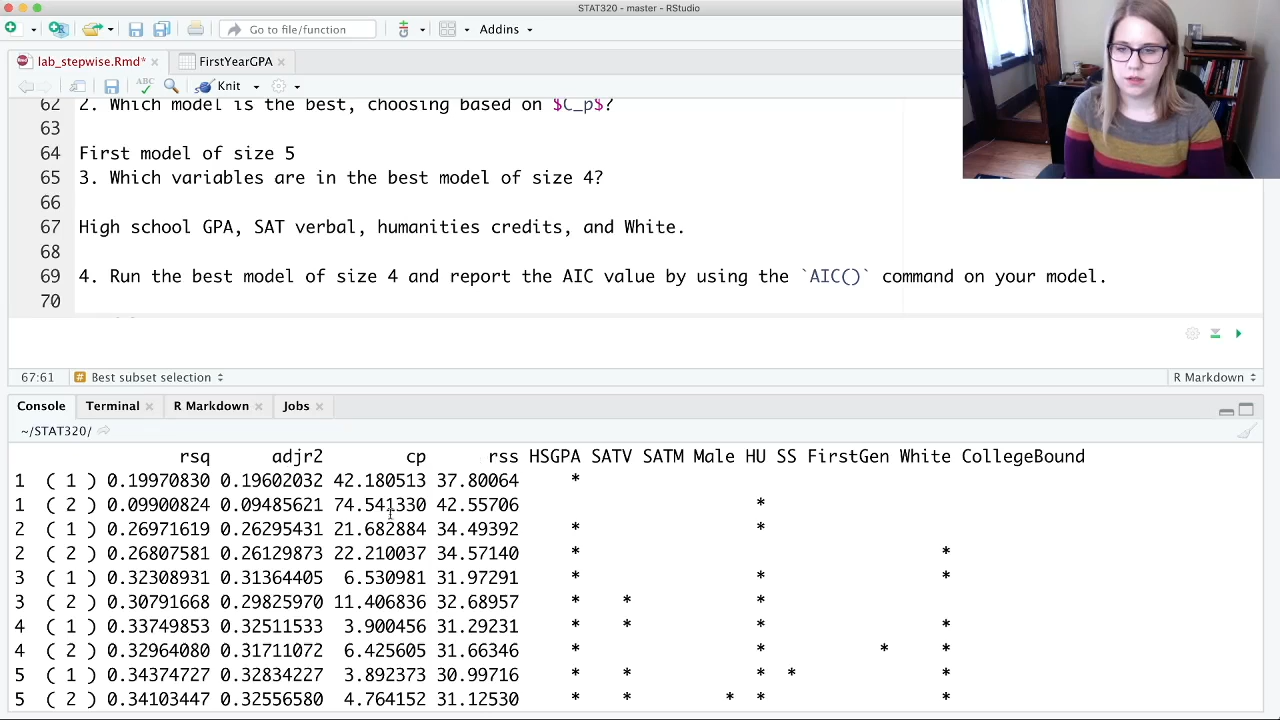 STAT320 - master - RStudio
Go to file/function
Addins
lab_stepwise.Rmd*
FirstYearGPA
ABC
Knit
62 2. Which model is the best, choosing based on $C_p$?
63
64 First model of size 5
65 3. Which variables are in the best model of size 4?
66
67 High school GPA, SAT verbal, humanities credits, and White.
68
69 4. Run the best model of size 4 and report the AIC value by using the `AIC()` command on your model.
70
67:61 # Best subset selection R Markdown
Console Terminal R Markdown Jobs
~/STAT320/
rsq adjr2 cp rss HSGPA SATV SATM Male HU SS FirstGen White CollegeBound
1 ( 1 ) 0.19970830 0.19602032 42.180513 37.80064 *
1 ( 2 ) 0.09900824 0.09485621 74.541330 42.55706 *
2 ( 1 ) 0.26971619 0.26295431 21.682884 34.49392 * *
2 ( 2 ) 0.26807581 0.26129873 22.210037 34.57140 * *
3 ( 1 ) 0.32308931 0.31364405 6.530981 31.97291 * * *
3 ( 2 ) 0.30791668 0.29825970 11.406836 32.68957 * * *
4 ( 1 ) 0.33749853 0.32511533 3.900456 31.29231 * * * *
4 ( 2 ) 0.32964080 0.31711072 6.425605 31.66346 * * * *
5 ( 1 ) 0.34374727 0.32834227 3.892373 30.99716 * * * * *
5 ( 2 ) 0.34103447 0.32556580 4.764152 31.12530 * * * * *